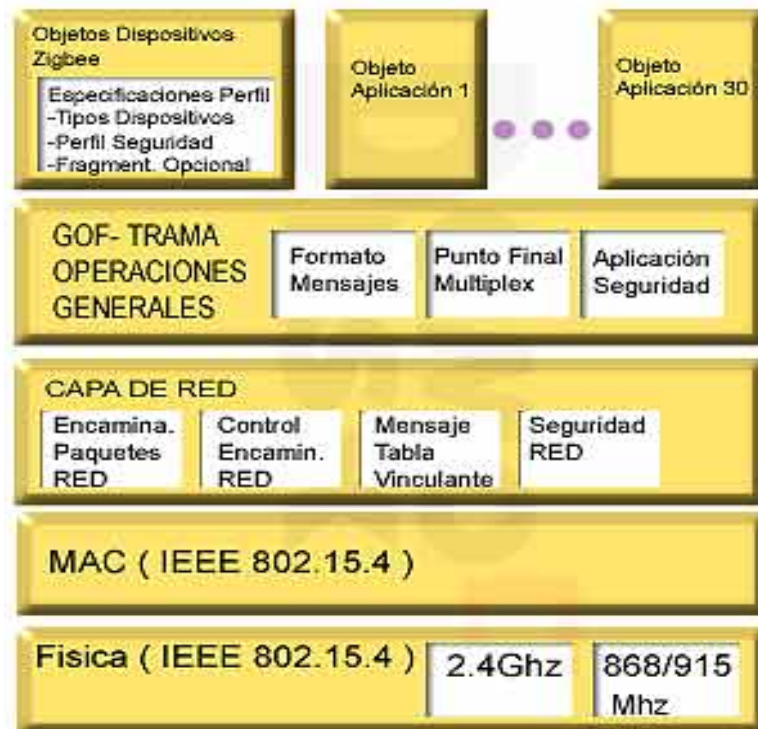 Objetos Dispositivos
Zigbee
Especificaciones Perfil
-Tipos Dispositivos
-Perfil Seguridad
-Fragment. Opcional
Objeto
Aplicación 1
Objeto
Aplicación 30
GOF- TRAMA
OPERACIONES
GENERALES
Formato
Mensajes
Punto Final
Multiplex
Aplicación
Seguridad
CAPA DE RED
Encamina.
Paquetes
RED
Control
Encamin.
RED
Mensaje
Tabla
Vinculante
Seguridad
RED
MAC ( IEEE 802.15.4 )
Fisica ( IEEE 802.15.4 )
2.4Ghz
868/915
Mhz